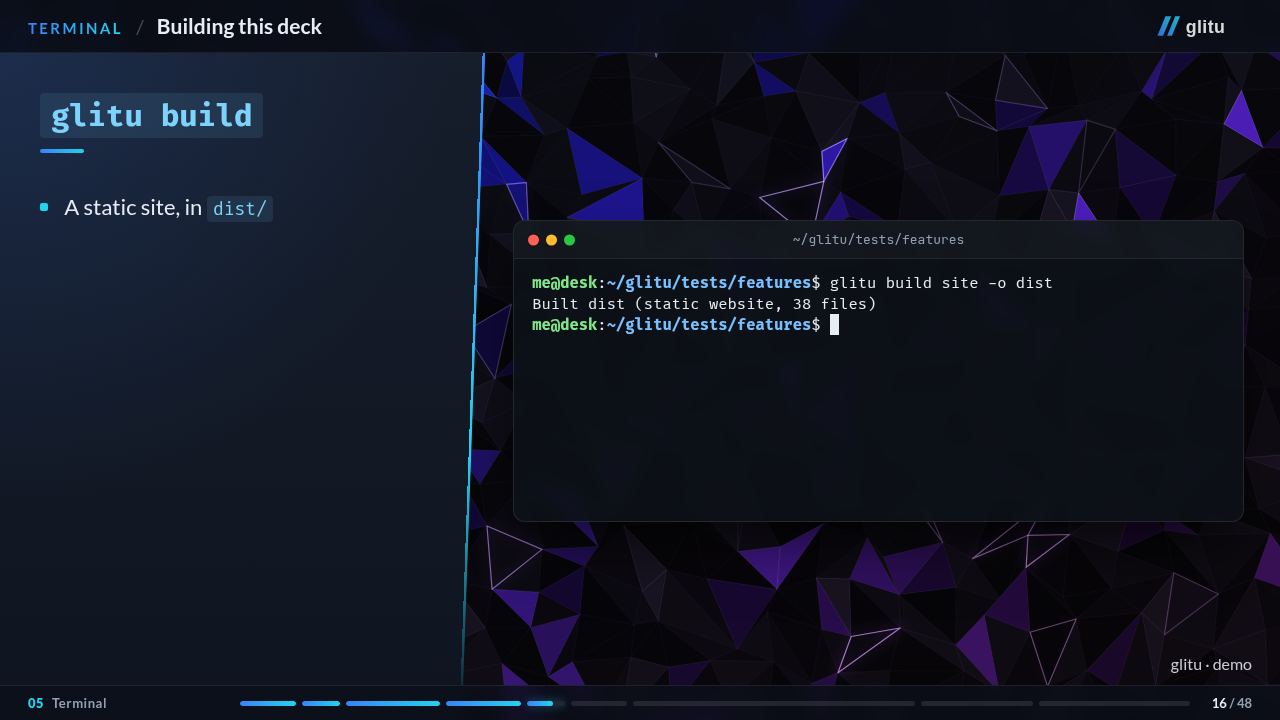 TERMINAL / Building this deck
glitu
glitu build
A static site, in dist/
~/glitu/tests/features
me@desk:~/glitu/tests/features$ glitu build site -o dist
Built dist (static website, 38 files)
me@desk:~/glitu/tests/features$
glitu · demo
05 Terminal
16 / 48